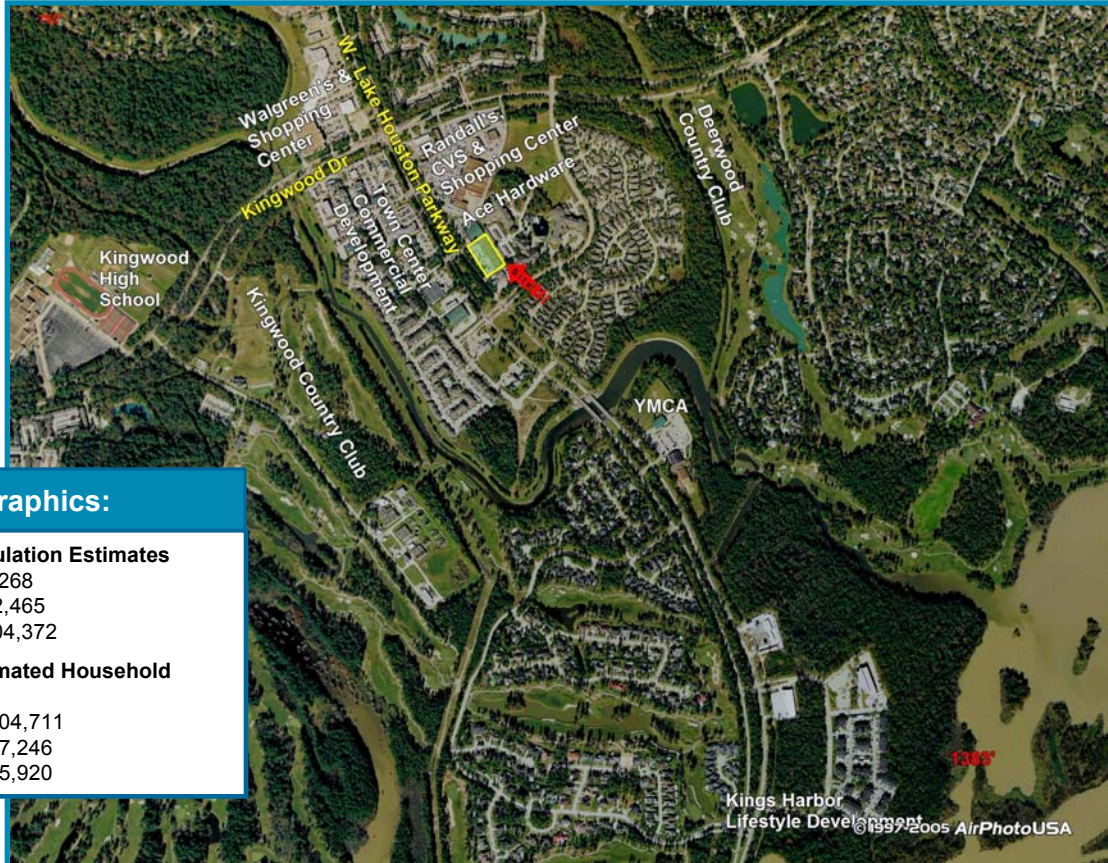 Walgreen's &
Shopping
Center
W. Lake Houston Parkway
Kingwood Dr
Randall's,
CVS &
Shopping Center
Ace Hardware
Deerwood
Country Club
Town Center
Commercial
Development
Kingwood
High
School
Kingwood Country Club
YMCA
raphics:
ulation Estimates
268
2,465
04,372
mated Household
04,711
7,246
5,920
1383'
Kings Harbor
Lifestyle Development
©1997-2005 AirPhotoUSA